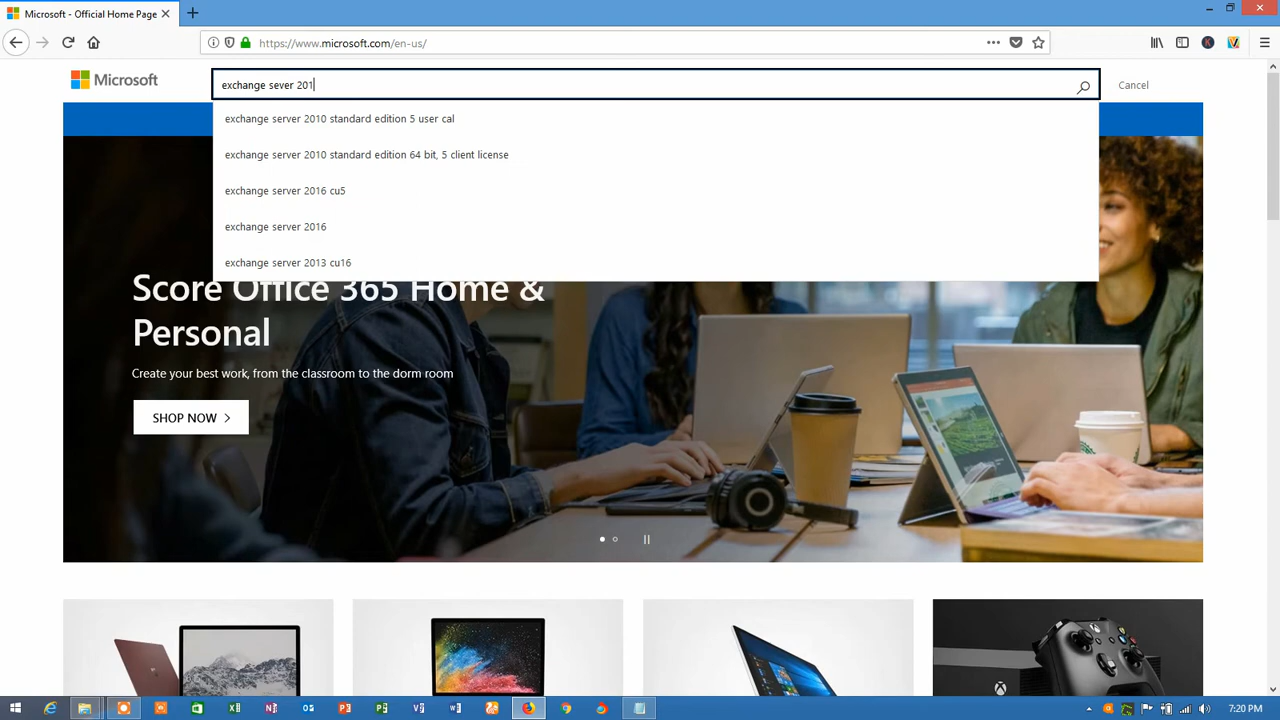 Microsoft - Official Home Page
https://www.microsoft.com/en-us/
Microsoft
exchange sever 201
Cancel
exchange server 2010 standard edition 5 user cal
exchange server 2010 standard edition 64 bit, 5 client license
exchange server 2016 cu5
exchange server 2016
exchange server 2013 cu16
Score Office 365 Home &
Personal
Create your best work, from the classroom to the dorm room
SHOP NOW
7:20 PM